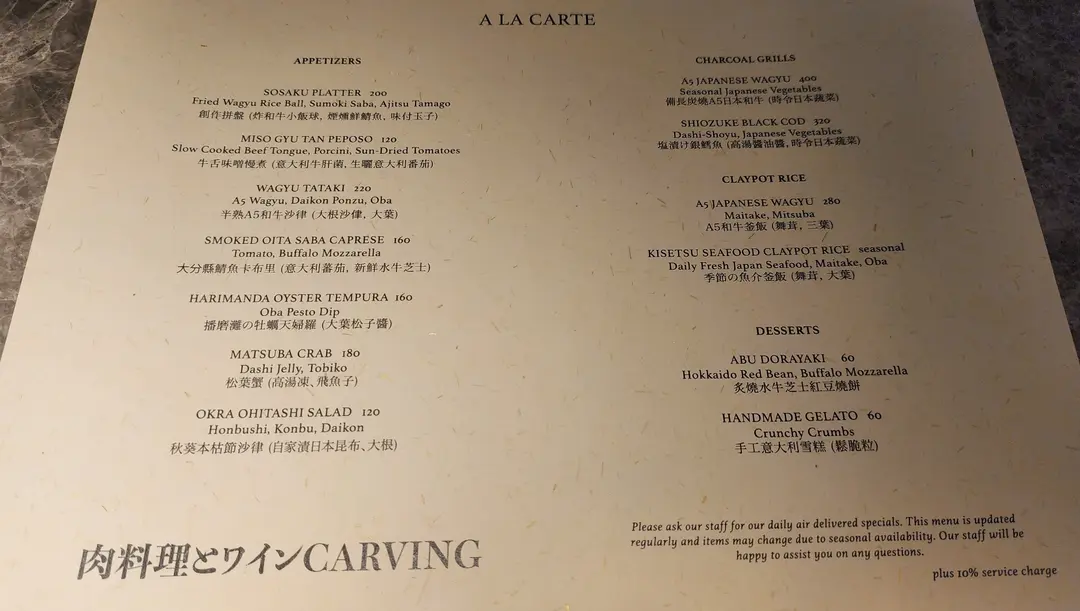 A LA CARTE
APPETIZERS
SOSAKU PLATTER 200
Fried Wagyu Rice Ball, Sumoki Saba, Ajitsu Tamago
創作拼盤 (炸和牛小飯球, 煙燻鮮鯖魚, 味付玉子)
MISO GYU TAN PEPOSO 120
Slow Cooked Beef Tongue, Porcini, Sun-Dried Tomatoes
牛舌味噌慢煮 (意大利牛肝菌, 生曬意大利番茄)
WAGYU TATAKI 220
A5 Wagyu, Daikon Ponzu, Oba
半熟A5和牛沙律 (大根沙律, 大葉)
SMOKED OITA SABA CAPRESE 160
Tomato, Buffalo Mozzarella
大分縣鯖魚卡布里 (意大利蕃茄, 新鮮水牛芝士)
HARIMANDA OYSTER TEMPURA 160
Oba Pesto Dip
播磨灘の牡蠣天婦羅 (大葉松子醬)
MATSUBA CRAB 180
Dashi Jelly, Tobiko
松葉蟹 (高湯凍、飛魚子)
OKRA OHITASHI SALAD 120
Honbushi, Konbu, Daikon
秋葵本枯節沙律 (自家漬日本昆布、大根)
CHARCOAL GRILLS
A5 JAPANESE WAGYU 400
Seasonal Japanese Vegetables
備長炭燒A5日本和牛 (時令日本蔬菜)
SHIOZUKE BLACK COD 320
Dashi-Shoyu, Japanese Vegetables
塩漬け銀鱈魚 (高湯醬油醬, 時令日本蔬菜)
CLAYPOT RICE
A5 JAPANESE WAGYU 280
Maitake, Mitsuba
A5和牛釜飯 (舞茸, 三葉)
KISETSU SEAFOOD CLAYPOT RICE seasonal
Daily Fresh Japan Seafood, Maitake, Oba
季節の魚介釜飯 (舞茸, 大葉)
DESSERTS
ABU DORAYAKI 60
Hokkaido Red Bean, Buffalo Mozzarella
炙燒水牛芝士紅豆燒餅
HANDMADE GELATO 60
Crunchy Crumbs
手工意大利雪糕 (鬆脆粒)
肉料理とワインCARVING
Please ask our staff for our daily air delivered specials. This menu is updated
regularly and items may change due to seasonal availability. Our staff will be
happy to assist you on any questions.
plus 10% service charge